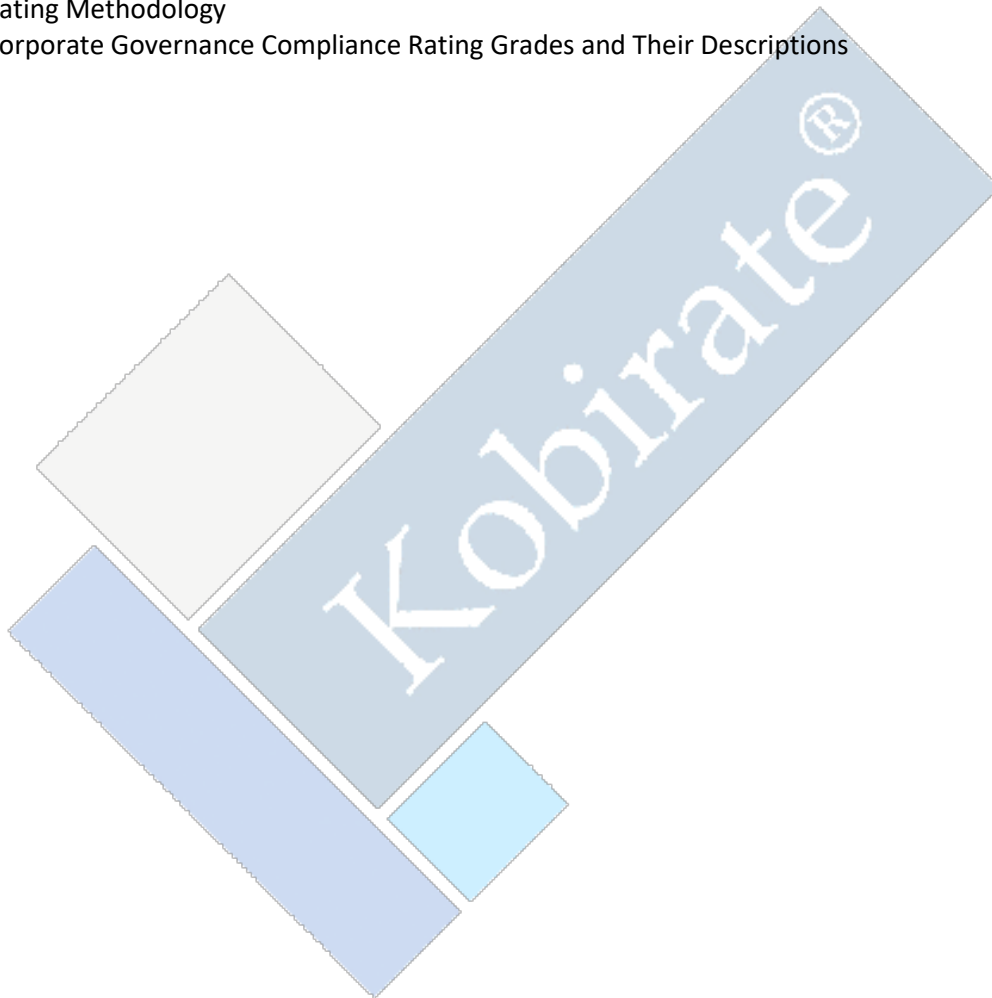 ating Methodology
orporate Governance Compliance Rating Grades and Their Descriptions
Kobirate®